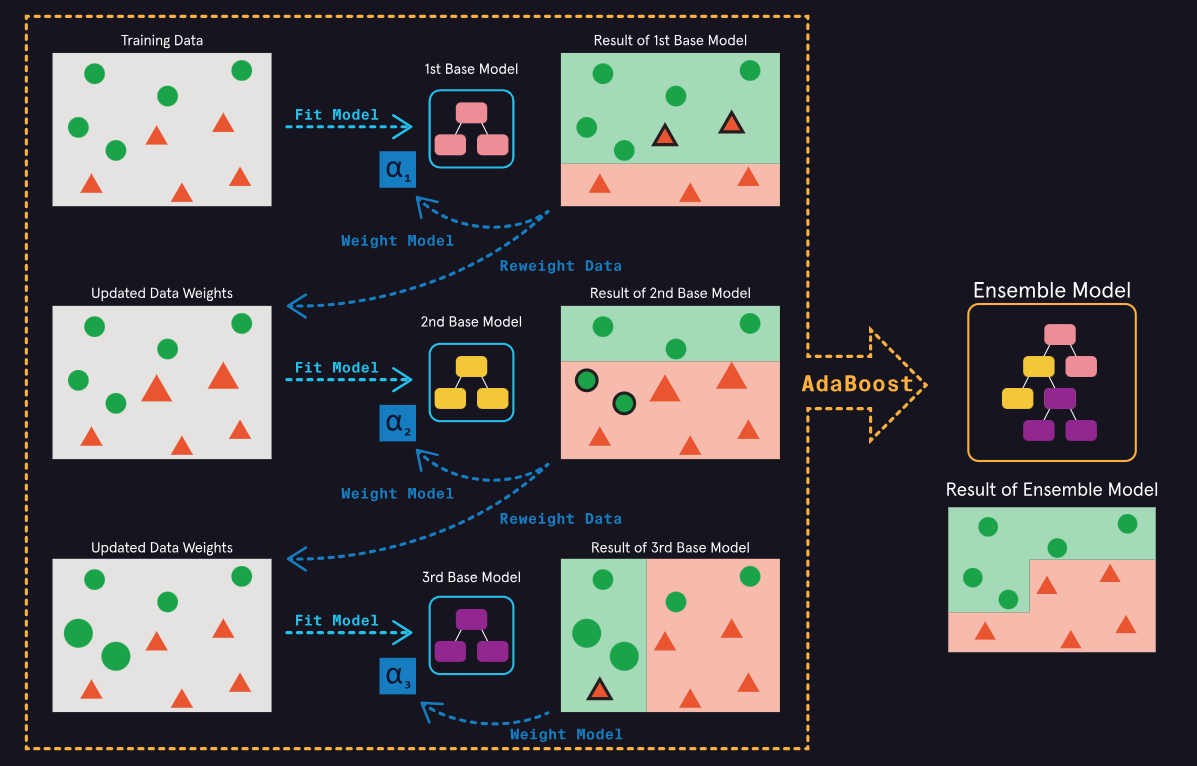 Training Data
1st Base Model
Result of 1st Base Model
Fit Model
α₁
Weight Model
Reweight Data
Updated Data Weights
2nd Base Model
Result of 2nd Base Model
Fit Model
α₂
Weight Model
Reweight Data
Updated Data Weights
3rd Base Model
Result of 3rd Base Model
Fit Model
α₃
Weight Model
AdaBoost
Ensemble Model
Result of Ensemble Model